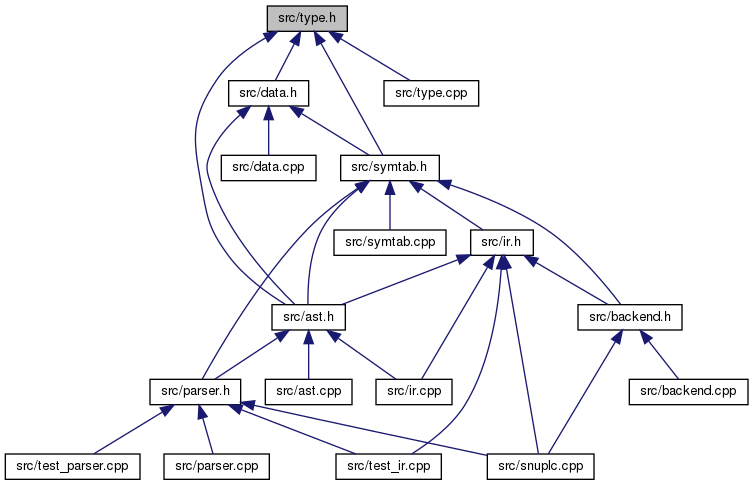 src/type.h
src/data.h
src/type.cpp
src/data.cpp
src/symtab.h
src/symtab.cpp
src/ir.h
src/ast.h
src/backend.h
src/parser.h
src/ast.cpp
src/ir.cpp
src/backend.cpp
src/test_parser.cpp
src/parser.cpp
src/test_ir.cpp
src/snuplc.cpp